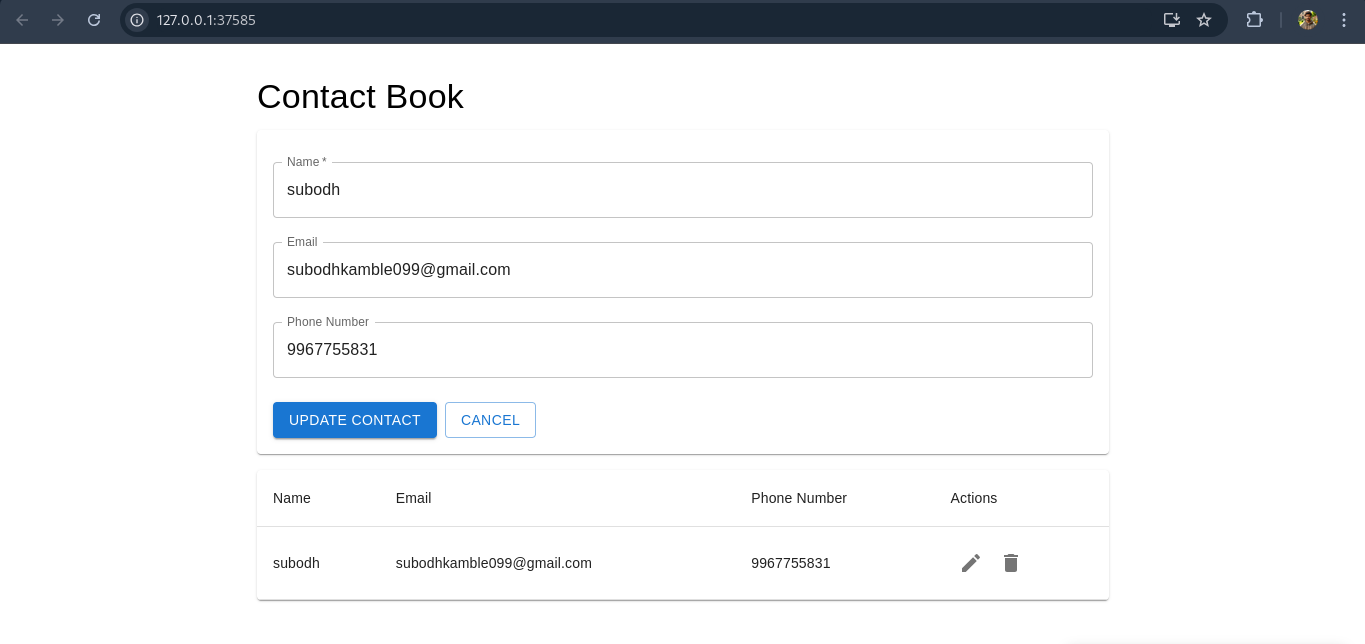 127.0.0.1:37585
Contact Book
Name *
subodh
Email
subodhkamble099@gmail.com
Phone Number
9967755831
UPDATE CONTACT CANCEL
Name Email Phone Number Actions
subodh subodhkamble099@gmail.com 9967755831